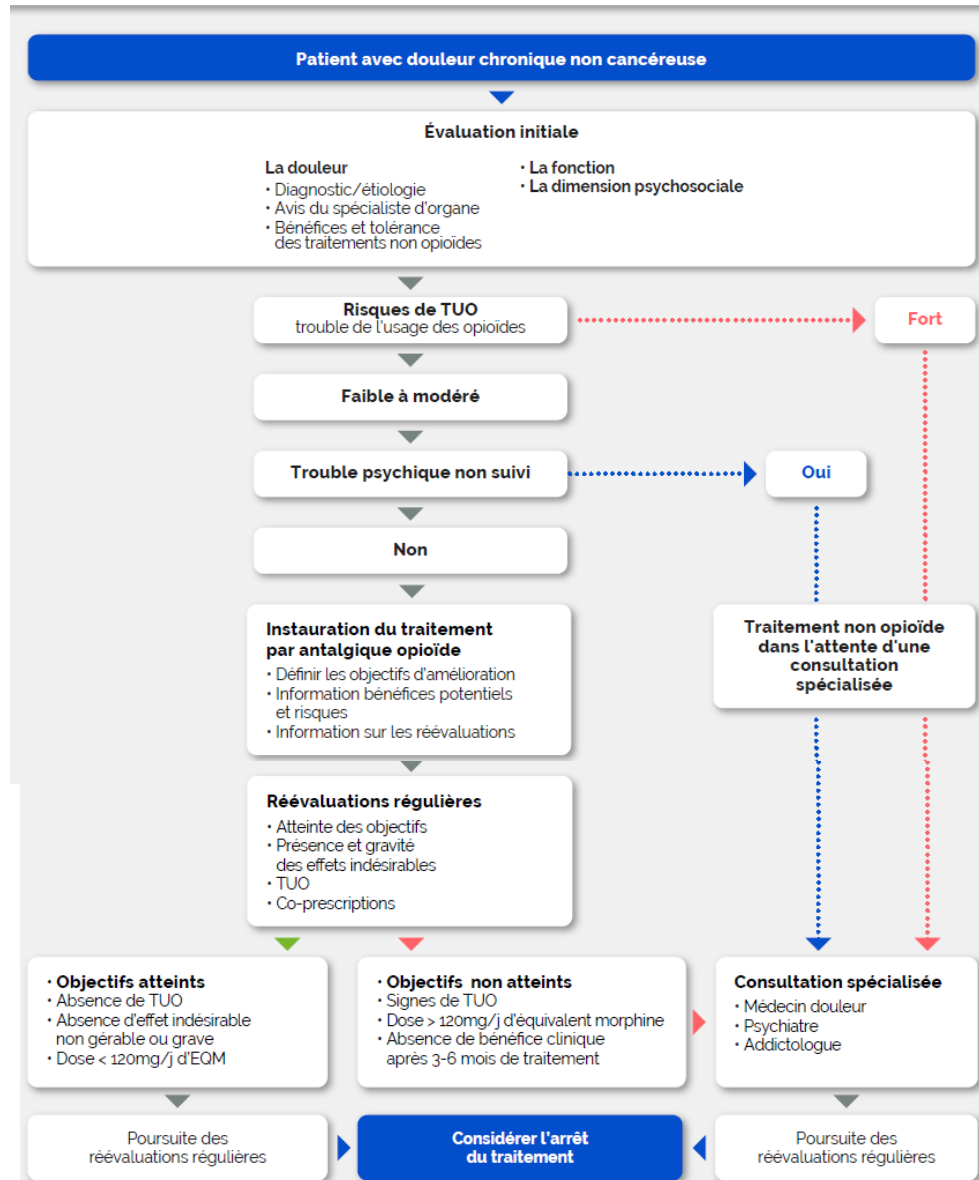 Patient avec douleur chronique non cancéreuse
Évaluation initiale
La douleur
• Diagnostic/étiologie
• Avis du spécialiste d'organe
• Bénéfices et tolérance
des traitements non opioïdes
• La fonction
• La dimension psychosociale
Risques de TUO
trouble de l'usage des opioïdes
Fort
Faible à modéré
Trouble psychique non suivi
Oui
Non
Instauration du traitement
par antalgique opioïde
• Définir les objectifs d'amélioration
• Information bénéfices potentiels
et risques
• Information sur les réévaluations
Traitement non opioïde
dans l'attente d'une
consultation
spécialisée
Réévaluations régulières
• Atteinte des objectifs
• Présence et gravité
des effets indésirables
• TUO
• Co-prescriptions
• Objectifs atteints
• Absence de TUO
• Absence d'effet indésirable
non gérable ou grave
• Dose < 120mg/j d'EQM
• Objectifs non atteints
• Signes de TUO
• Dose > 120mg/j d'équivalent morphine
• Absence de bénéfice clinique
après 3-6 mois de traitement
Consultation spécialisée
• Médecin douleur
• Psychiatre
• Addictologue
Poursuite des
réévaluations régulières
Considérer l'arrêt
du traitement
Poursuite des
réévaluations régulières